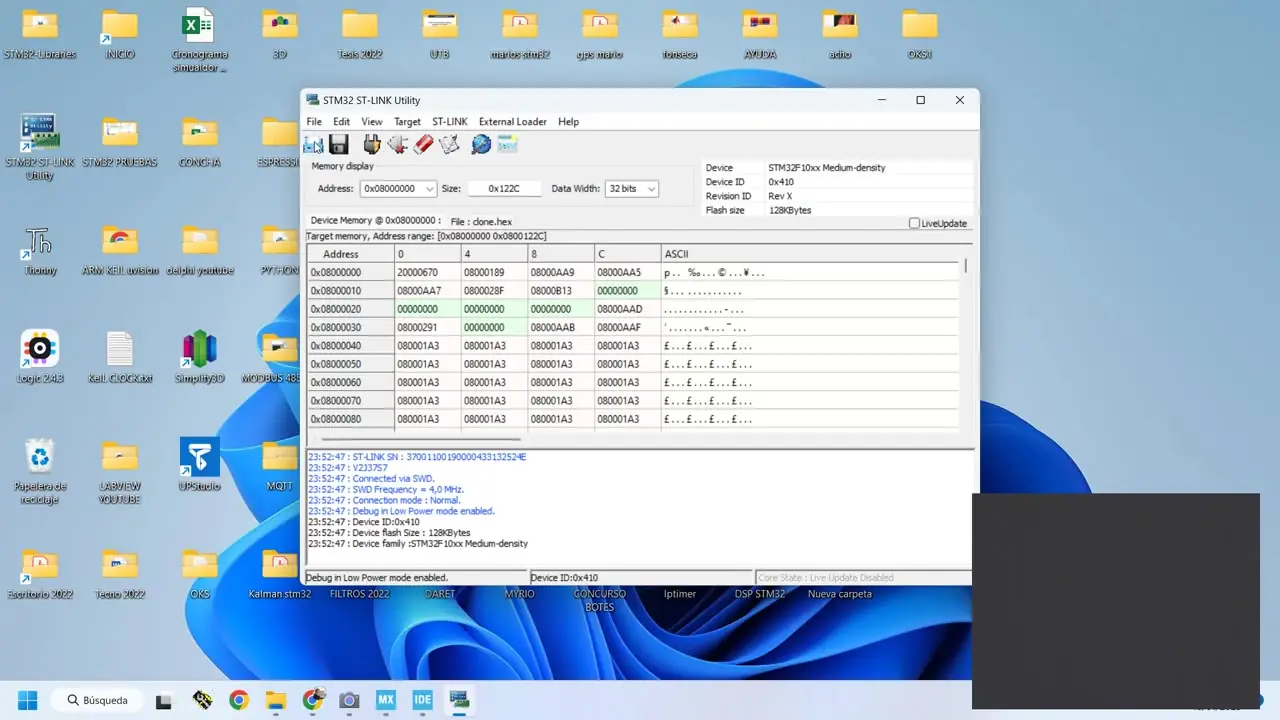 STM32-Libraries
INICIO
Cronograma
simualdor ...
3D
Tesis 2022
UTB
marios stm32
gps mario
fonseca
AYUDA
acho
OKS1
STM32 ST-LINK
Utility
STM32 PRUEBAS
CONCHA
ESPRESSI
Thonny
ARM KEIL uvision
delphi youtube
PYTHON
Logic 2.4.3
KeiL CLOCK.txt
Simplify3D
MODBUS 485
Papelera de
reciclaje
LABVIEW
YOUTUBE
UPStudio
MQTT
Escritorio 2022
Tecno 2022
OKS
Kalman stm32
FILTROS 2022
DARET
MYRIO
CONCURSO
BOTES
Iptimer
DSP STM32
Nueva carpeta
STM32 ST-LINK Utility
File Edit View Target ST-LINK External Loader Help
Memory display
Address: 0x08000000 Size: 0x122C Data Width: 32 bits
Device STM32F10xx Medium-density
Device ID 0x410
Revision ID Rev X
Flash size 128KBytes
LiveUpdate
Device Memory @ 0x08000000 : File : clone.hex
Target memory, Address range: [0x08000000 0x0800122C]
Address 0 4 8 C ASCII
0x08000000 20000670 08000189 08000AA9 08000AA5 p.. ‰...©...¥...
0x08000010 08000AA7 0800028F 08000B13 00000000 §... ...........
0x08000020 00000000 00000000 00000000 08000AAD ............-...
0x08000030 08000291 00000000 08000AAB 08000AAF '.......«...¯...
0x08000040 080001A3 080001A3 080001A3 080001A3 £...£...£...£...
0x08000050 080001A3 080001A3 080001A3 080001A3 £...£...£...£...
0x08000060 080001A3 080001A3 080001A3 080001A3 £...£...£...£...
0x08000070 080001A3 080001A3 080001A3 080001A3 £...£...£...£...
0x08000080 080001A3 080001A3 080001A3 080001A3 £...£...£...£...
23:52:47 : ST-LINK SN : 37001100190000433132524E
23:52:47 : V2J37S7
23:52:47 : Connected via SWD.
23:52:47 : SWD Frequency = 4,0 MHz.
23:52:47 : Connection mode : Normal.
23:52:47 : Debug in Low Power mode enabled.
23:52:47 : Device ID:0x410
23:52:47 : Device flash Size : 128KBytes
23:52:47 : Device family :STM32F10xx Medium-density
Debug in Low Power mode enabled. Device ID:0x410 Core State : Live Update Disabled
Búsqueda
MX
IDE